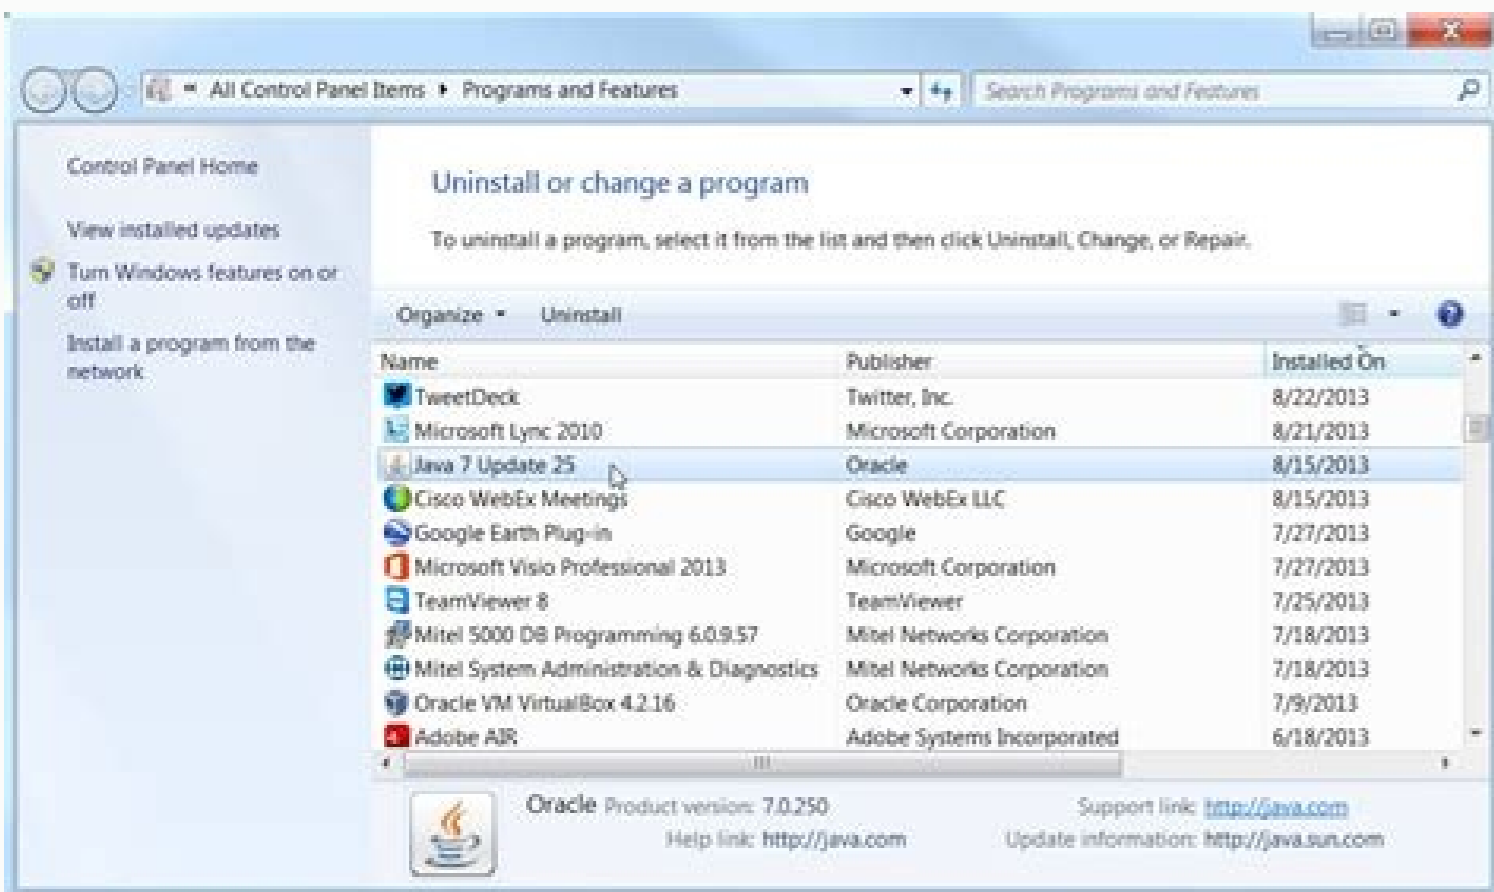 All Control Panel Items Programs and Features
Search Programs and Features
Control Panel Home
View installed updates
Turn Windows features on or off
Install a program from the network
Uninstall or change a program
To uninstall a program, select it from the list and then click Uninstall, Change, or Repair.
Organize Uninstall
Name Publisher Installed On
TweetDeck Twitter, Inc. 8/22/2013
Microsoft Lync 2010 Microsoft Corporation 8/21/2013
Java 7 Update 25 Oracle 8/15/2013
Cisco WebEx Meetings Cisco WebEx LLC 8/15/2013
Google Earth Plug-in Google 7/27/2013
Microsoft Visio Professional 2013 Microsoft Corporation 7/27/2013
TeamViewer 8 TeamViewer 7/25/2013
Mitel 5000 DB Programming 6.0.9.57 Mitel Networks Corporation 7/18/2013
Mitel System Administration & Diagnostics Mitel Networks Corporation 7/18/2013
Oracle VM VirtualBox 4.2.16 Oracle Corporation 7/9/2013
Adobe AIR Adobe Systems Incorporated 6/18/2013
Oracle Product version: 7.0.250 Support link: http://java.com
Help link: http://java.com Update information: http://java.sun.com